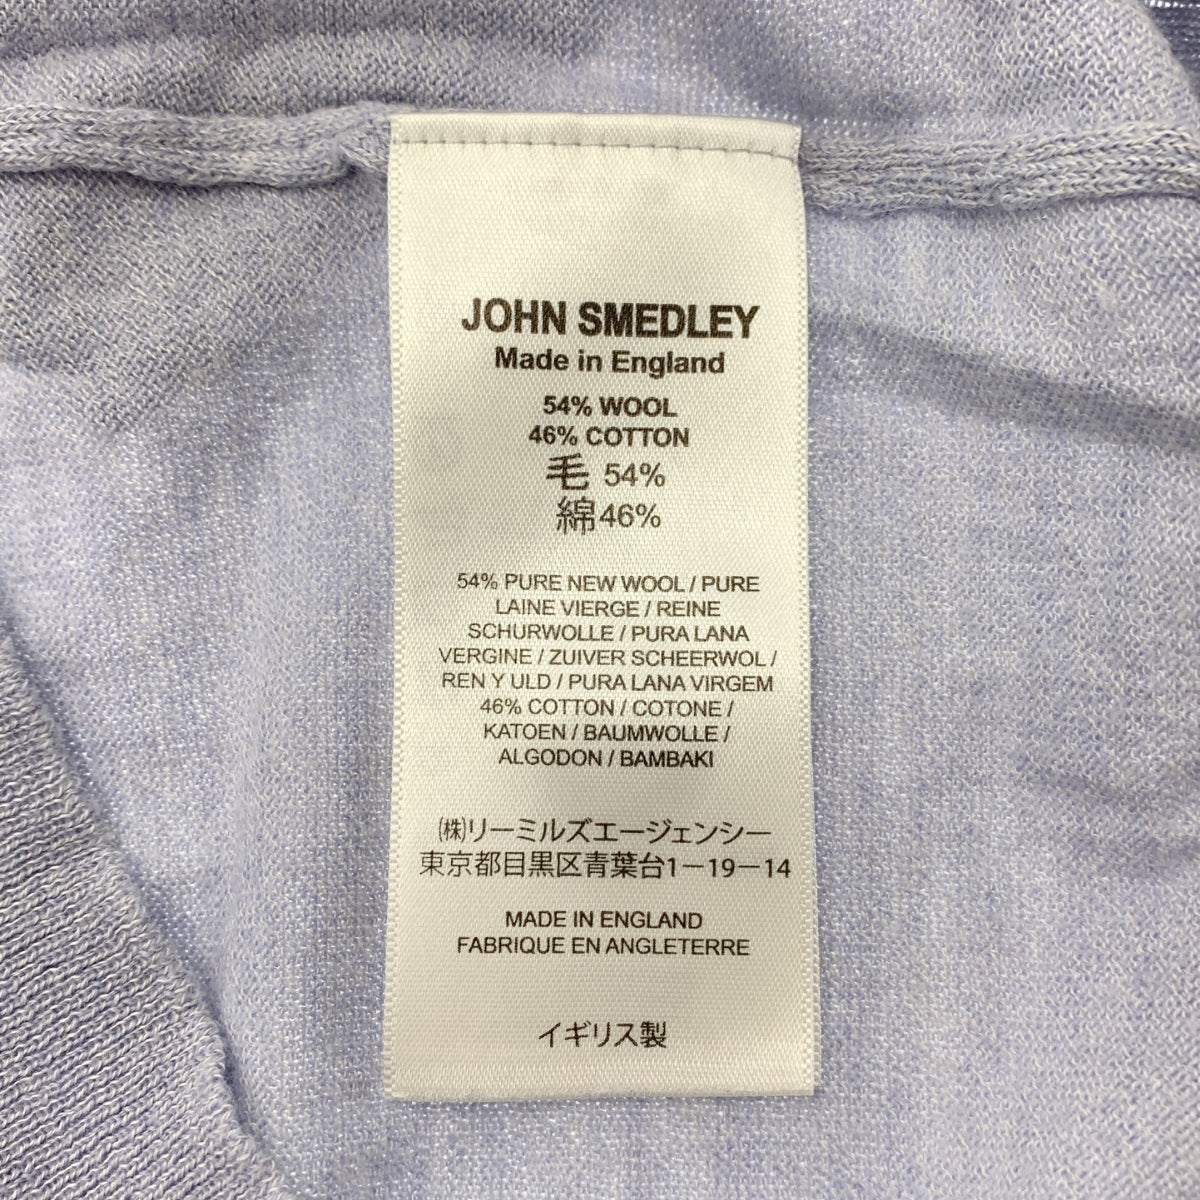 JOHN SMEDLEY
Made in England
54% WOOL
46% COTTON
毛 54%
綿46%
54% PURE NEW WOOL / PURE
LAINE VIERGE / REINE
SCHURWOLLE / PURA LANA
VERGINE / ZUIVER SCHEERWOL /
REN Y ULD / PURA LANA VIRGEM
46% COTTON / COTONE /
KATOEN / BAUMWOLLE /
ALGODON / BAMBAKI
㈱リーミルズエージェンシー
東京都目黒区青葉台1－19－14
MADE IN ENGLAND
FABRIQUE EN ANGLETERRE
イギリス製